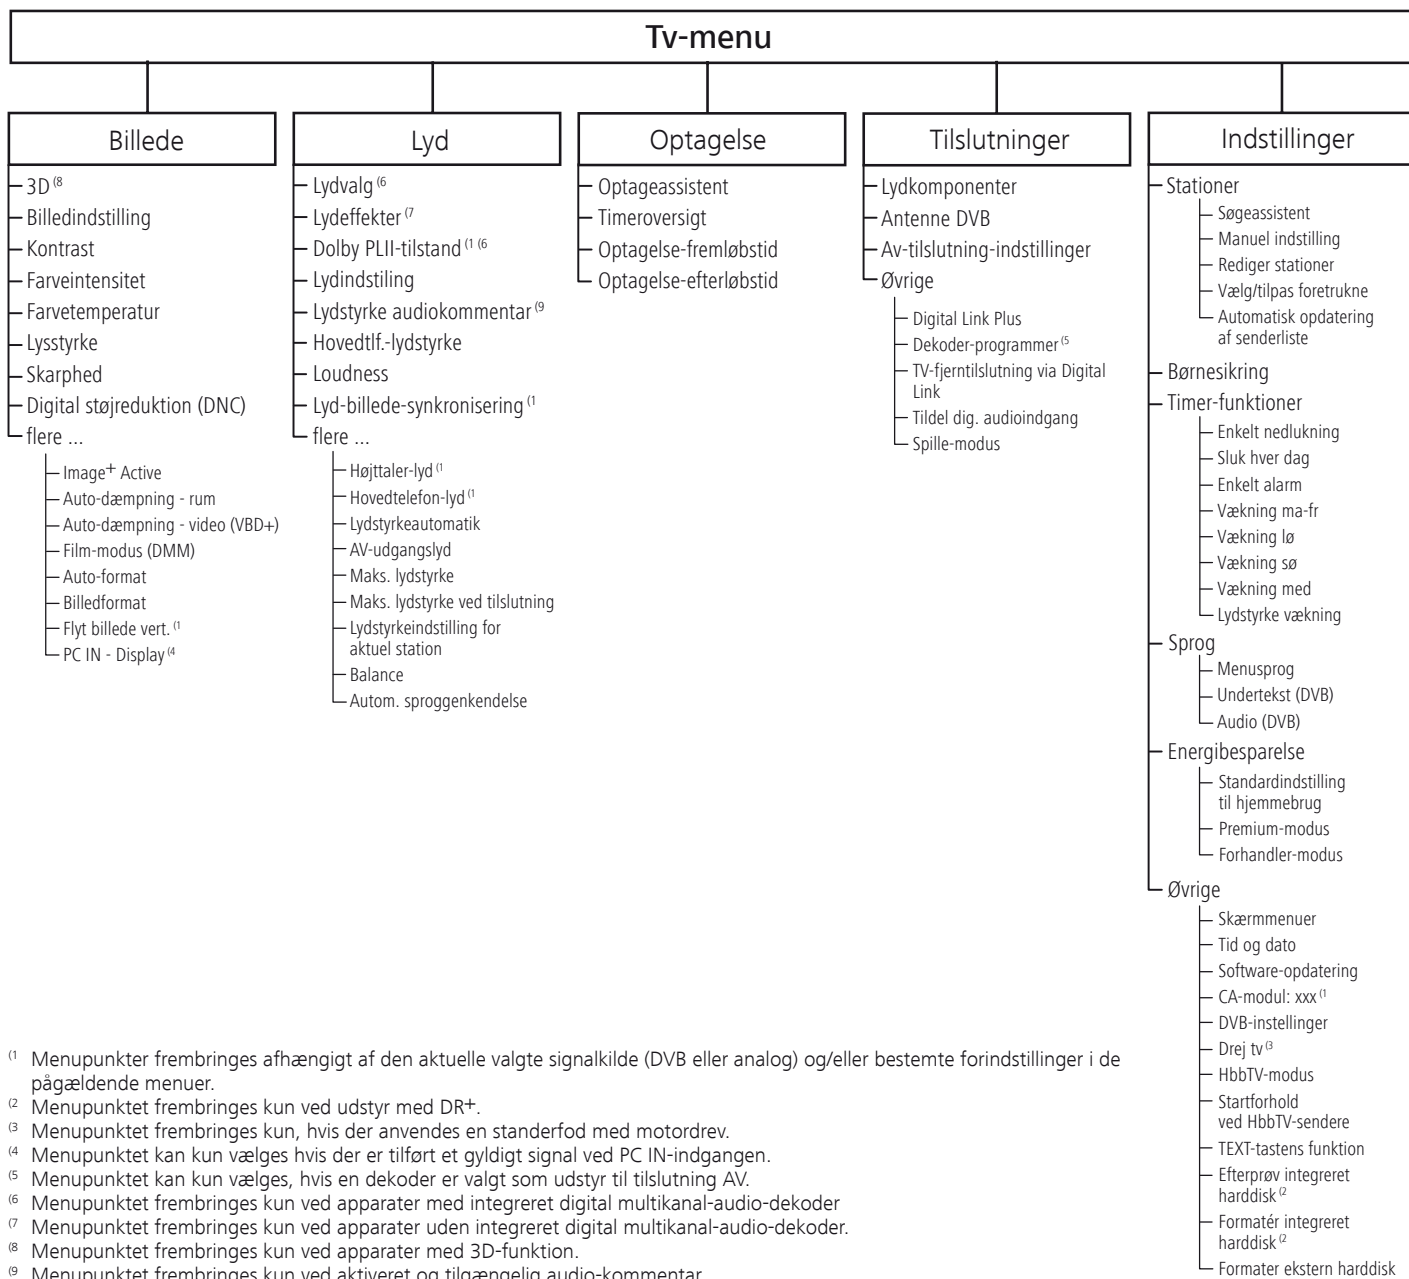 Tv-menu
Billede
3D (8
Billedindstilling
Kontrast
Farveintensitet
Farvetemperatur
Lysstyrke
Skarphed
Digital støjreduktion (DNC)
flere ...
Image+ Active
Auto-dæmpning - rum
Auto-dæmpning - video (VBD+)
Film-modus (DMM)
Auto-format
Billedformat
Flyt billede vert. (1
PC IN - Display (4
Lyd
Lydvalg (6
Lydeffekter (7
Dolby PLII-tilstand (1 (6
Lydindstiling
Lydstyrke audiokommentar (9
Hovedtlf.-lydstyrke
Loudness
Lyd-billede-synkronisering (1
flere ...
Højttaler-lyd (1
Hovedtelefon-lyd (1
Lydstyrkeautomatik
AV-udgangslyd
Maks. lydstyrke
Maks. lydstyrke ved tilslutning
Lydstyrkeindstilling for
aktuel station
Balance
Autom. sproggenkendelse
Optagelse
Optageassistent
Timeroversigt
Optagelse-fremløbstid
Optagelse-efterløbstid
Tilslutninger
Lydkomponenter
Antenne DVB
Av-tilslutning-indstillinger
Øvrige
Digital Link Plus
Dekoder-programmer (5
TV-fjerntilslutning via Digital
Link
Tildel dig. audioindgang
Spille-modus
Indstillinger
Stationer
Søgeassistent
Manuel indstilling
Rediger stationer
Vælg/tilpas foretrukne
Automatisk opdatering
af senderliste
Børnesikring
Timer-funktioner
Enkelt nedlukning
Sluk hver dag
Enkelt alarm
Vækning ma-fr
Vækning lø
Vækning sø
Vækning med
Lydstyrke vækning
Sprog
Menusprog
Undertekst (DVB)
Audio (DVB)
Energibesparelse
Standardindstilling
til hjemmebrug
Premium-modus
Forhandler-modus
Øvrige
Skærmmenuer
Tid og dato
Software-opdatering
CA-modul: xxx (1
DVB-instellinger
Drej tv (3
HbbTV-modus
Startforhold
ved HbbTV-sendere
TEXT-tastens funktion
Efterprøv integreret
harddisk (2
Formatér integreret
harddisk (2
Formater ekstern harddisk
(1 Menupunkter frembringes afhængigt af den aktuelle valgte signalkilde (DVB eller analog) og/eller bestemte forindstillinger i de
pågældende menuer.
(2 Menupunktet frembringes kun ved udstyr med DR+.
(3 Menupunktet frembringes kun, hvis der anvendes en standerfod med motordrev.
(4 Menupunktet kan kun vælges hvis der er tilført et gyldigt signal ved PC IN-indgangen.
(5 Menupunktet kan kun vælges, hvis en dekoder er valgt som udstyr til tilslutning AV.
(6 Menupunktet frembringes kun ved apparater med integreret digital multikanal-audio-dekoder
(7 Menupunktet frembringes kun ved apparater uden integreret digital multikanal-audio-dekoder.
(8 Menupunktet frembringes kun ved apparater med 3D-funktion.
(9 Menupunktet frembringes kun ved aktiveret og tilgængelig audio-kommentar